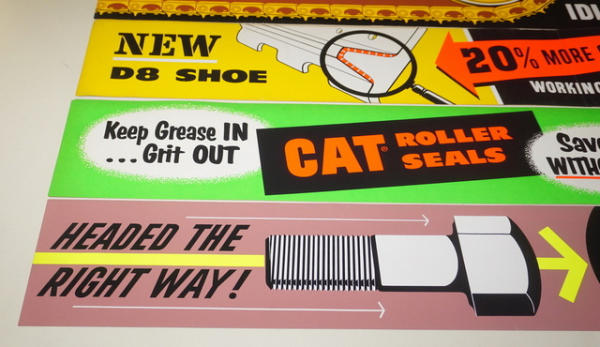 IDL
NEW
D8 SHOE
20% MORE
WORKING
Keep Grease IN
...Grit OUT
CAT® ROLLER
SEALS
Save
WITHO
HEADED THE
RIGHT WAY!